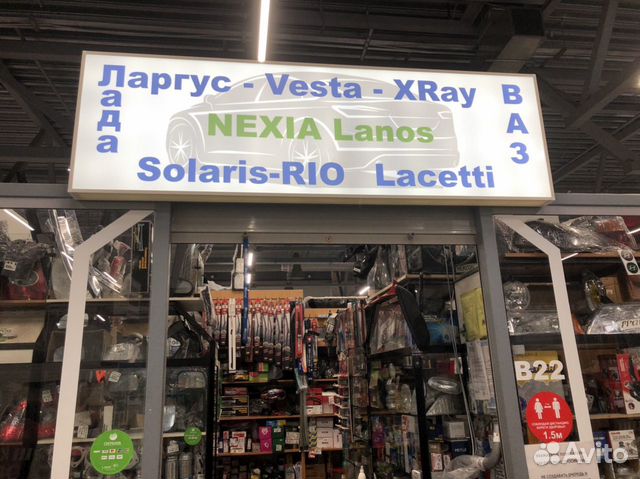 Лада
Ларгус - Vesta - XRay
NEXIA Lanos
Solaris-RIO Lacetti
ВАЗ
B22
1.5м
Avito